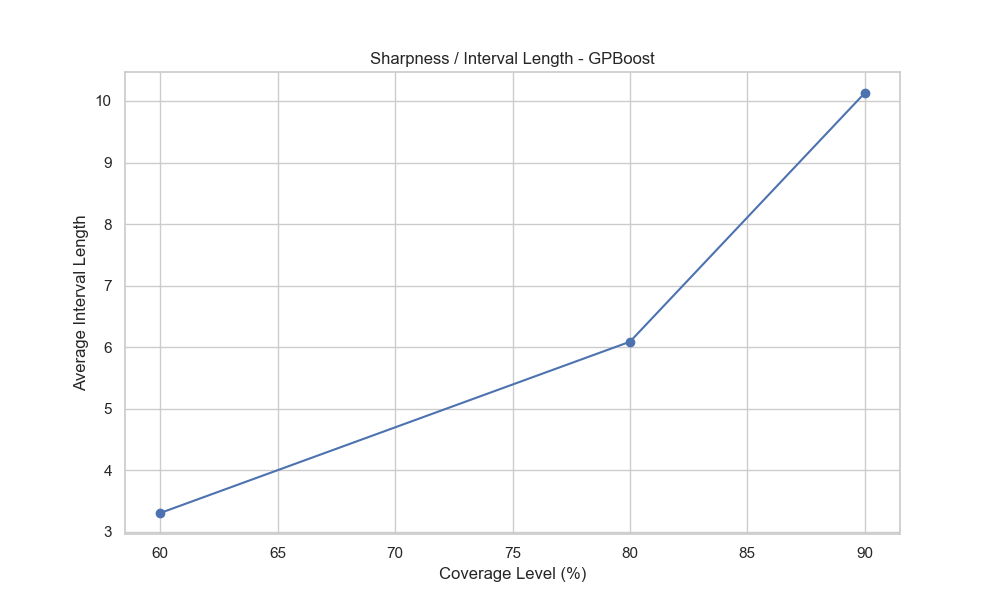 Sharpness / Interval Length - GPBoost
Average Interval Length
10
9
8
7
6
5
4
3
60 65 70 75 80 85 90
Coverage Level (%)